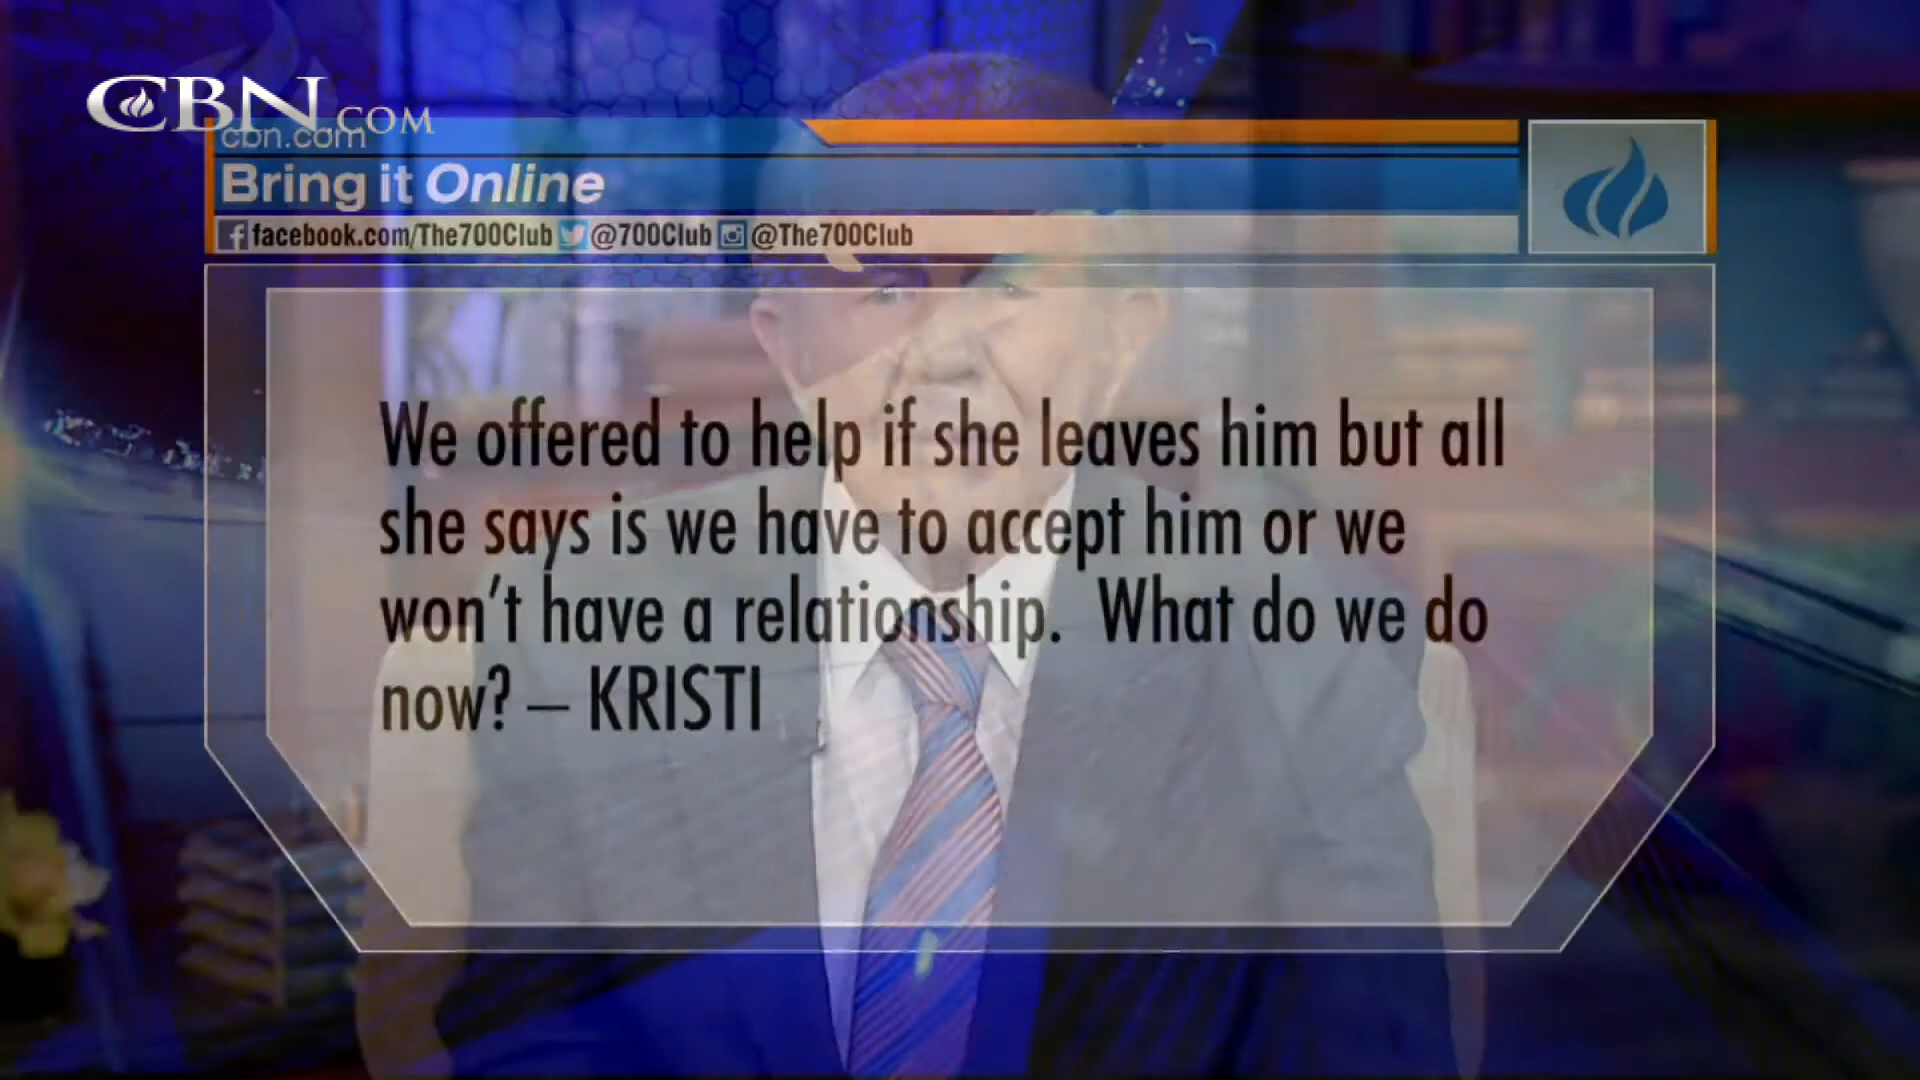 CBN.COM
cbn.com
Bring it Online
facebook.com/The700Club @700Club @The700Club
We offered to help if she leaves him but all
she says is we have to accept him or we
won't have a relationship.  What do we do
now? – KRISTI